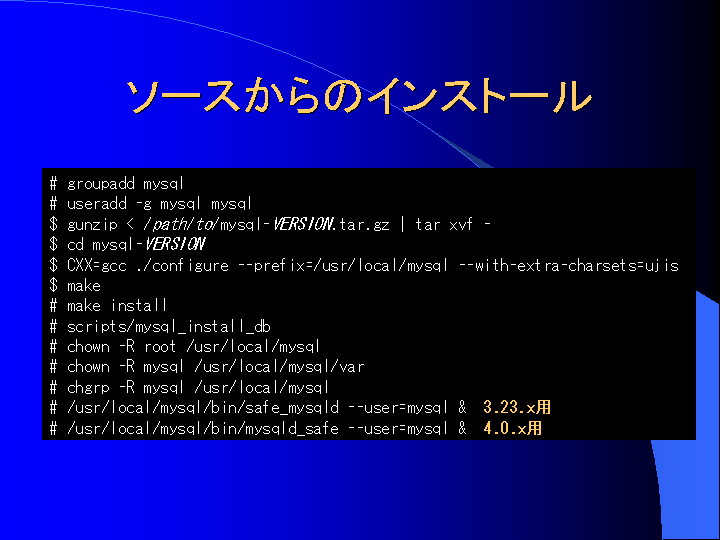 ソースからのインストール
# groupadd mysql
# useradd -g mysql mysql
$ gunzip < /path/to/mysql-VERSION.tar.gz | tar xvf -
$ cd mysql-VERSION
$ CXX=gcc ./configure --prefix=/usr/local/mysql --with-extra-charsets=ujis
$ make
# make install
# scripts/mysql_install_db
# chown -R root /usr/local/mysql
# chown -R mysql /usr/local/mysql/var
# chgrp -R mysql /usr/local/mysql
# /usr/local/mysql/bin/safe_mysqld --user=mysql & 3.23.x用
# /usr/local/mysql/bin/mysqld_safe --user=mysql & 4.0.x用